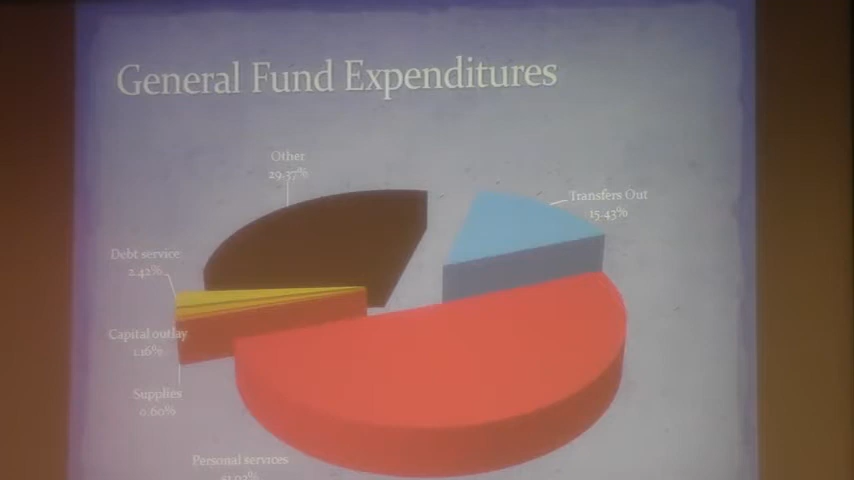 General Fund Expenditures
Other
29.37%
Transfers Out
15.43%
Debt service
2.42%
Capital outlay
1.16%
Supplies
0.60%
Personal services